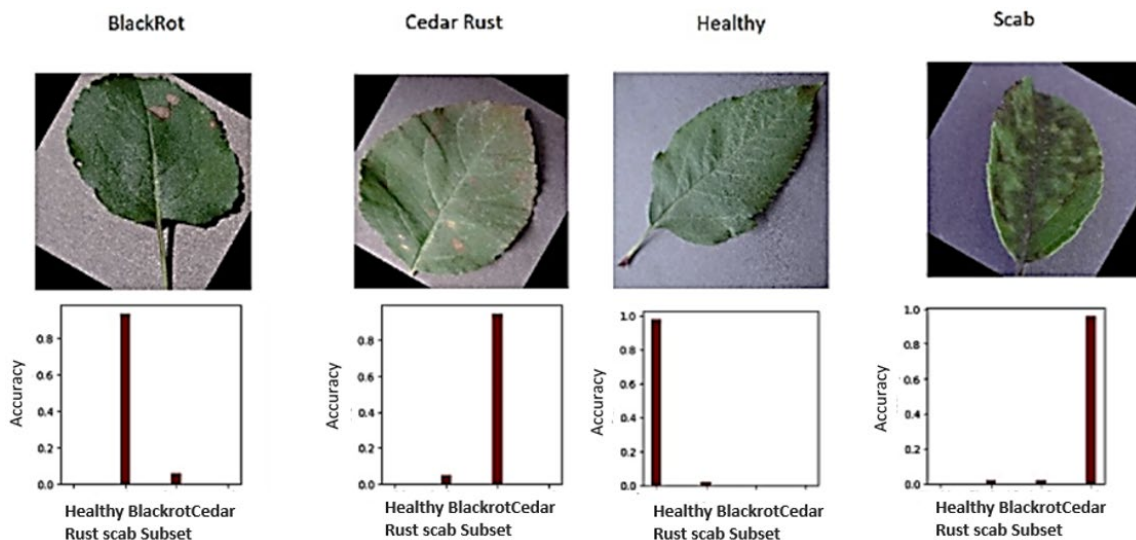 BlackRot
Cedar Rust
Healthy
Scab
Accuracy
0.8
0.6
0.4
0.2
0.0
Healthy BlackrotCedar
Rust scab Subset
Accuracy
0.8
0.6
0.4
0.2
0.0
Healthy BlackrotCedar
Rust scab Subset
Accuracy
1.0
0.8
0.6
0.4
0.2
0.0
Healthy BlackrotCedar
Rust scab Subset
Accuracy
1.0
0.8
0.6
0.4
0.2
0.0
Healthy BlackrotCedar
Rust scab Subset